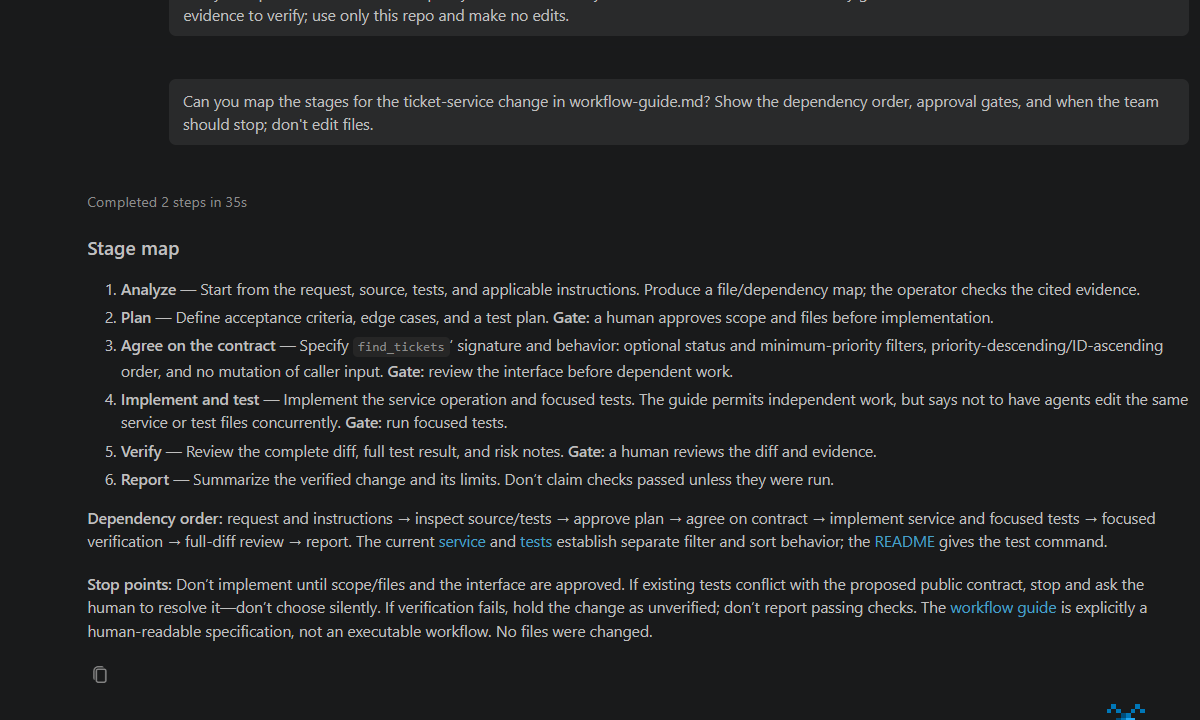 evidence to verify; use only this repo and make no edits.
Can you map the stages for the ticket-service change in workflow-guide.md? Show the dependency order, approval gates, and when the team
should stop; don't edit files.
Completed 2 steps in 35s
Stage map
1. Analyze — Start from the request, source, tests, and applicable instructions. Produce a file/dependency map; the operator checks the cited evidence.
2. Plan — Define acceptance criteria, edge cases, and a test plan. Gate: a human approves scope and files before implementation.
3. Agree on the contract — Specify find_tickets’ signature and behavior: optional status and minimum-priority filters, priority-descending/ID-ascending
order, and no mutation of caller input. Gate: review the interface before dependent work.
4. Implement and test — Implement the service operation and focused tests. The guide permits independent work, but says not to have agents edit the same
service or test files concurrently. Gate: run focused tests.
5. Verify — Review the complete diff, full test result, and risk notes. Gate: a human reviews the diff and evidence.
6. Report — Summarize the verified change and its limits. Don’t claim checks passed unless they were run.
Dependency order: request and instructions → inspect source/tests → approve plan → agree on contract → implement service and focused tests → focused
verification → full-diff review → report. The current service and tests establish separate filter and sort behavior; the README gives the test command.
Stop points: Don’t implement until scope/files and the interface are approved. If existing tests conflict with the proposed public contract, stop and ask the
human to resolve it—don’t choose silently. If verification fails, hold the change as unverified; don’t report passing checks. The workflow guide is explicitly a
human-readable specification, not an executable workflow. No files were changed.